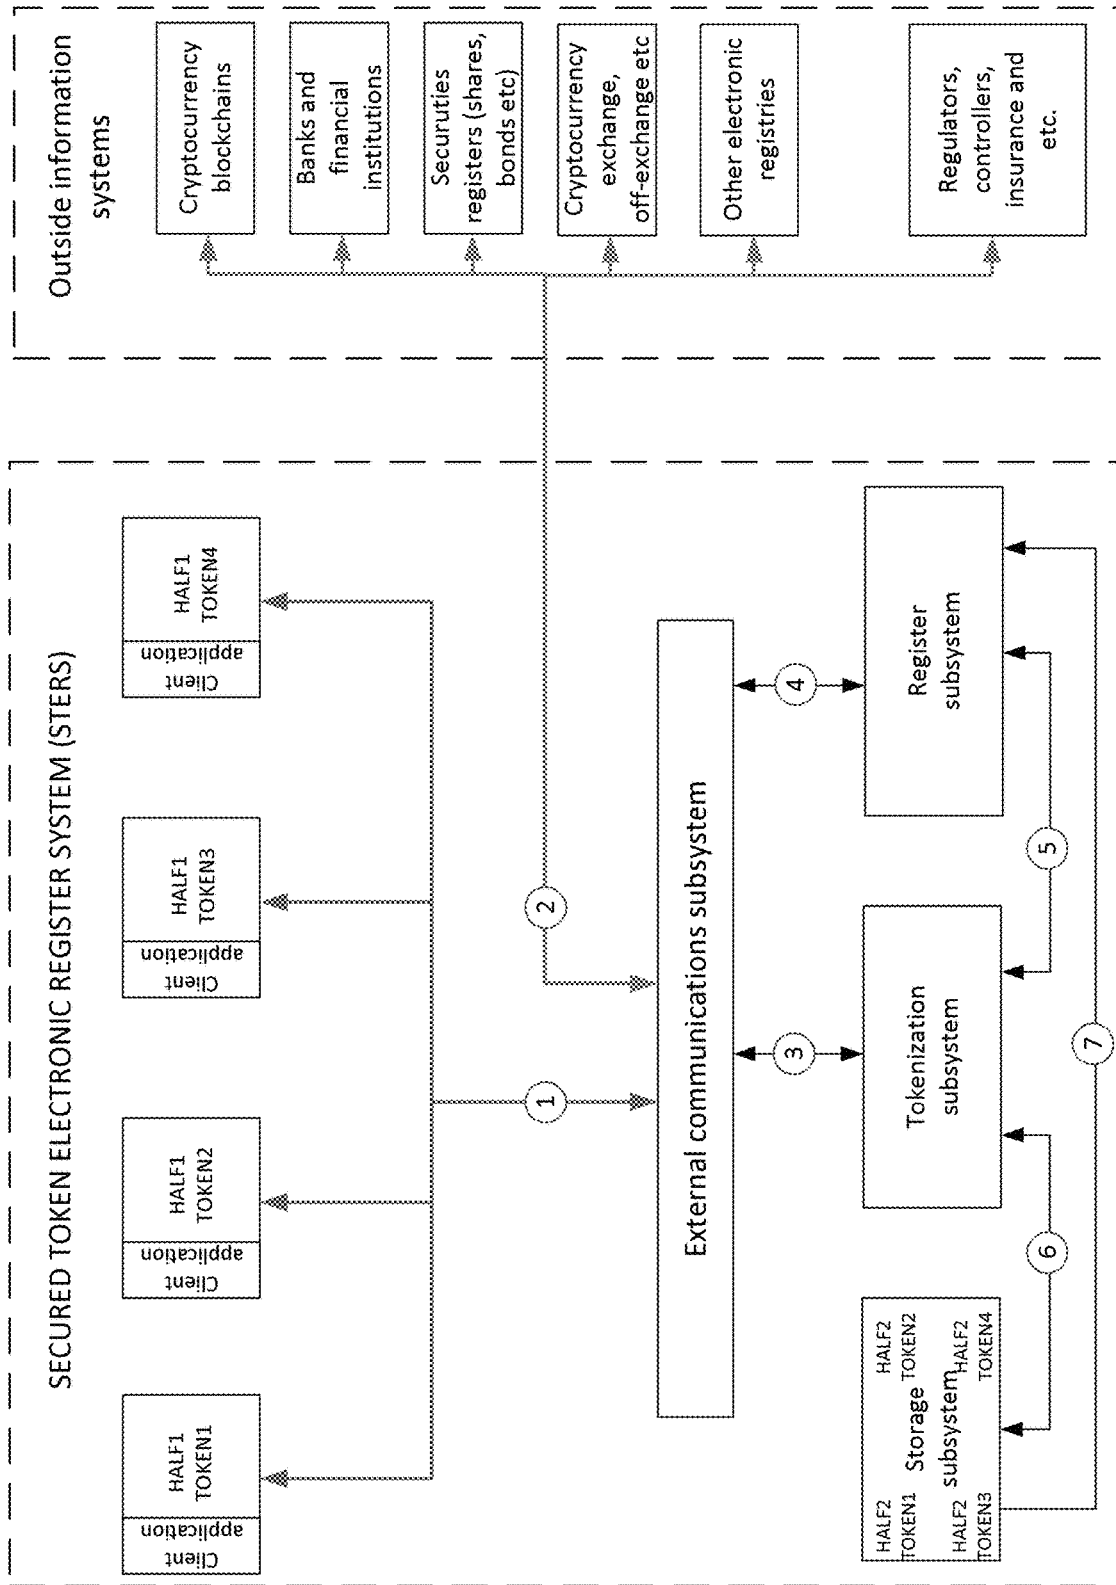 SECURED TOKEN ELECTRONIC REGISTER SYSTEM (STERS)
Client
application
HALF1
TOKEN1
Client
application
HALF1
TOKEN2
Client
application
HALF1
TOKEN3
Client
application
HALF1
TOKEN4
1
2
External communications subsystem
3
4
HALF2
TOKEN1
HALF2
TOKEN2
Storage
subsystem
HALF2
TOKEN3
HALF2
TOKEN4
Tokenization
subsystem
Register
subsystem
6
5
7
Outside information
systems
Cryptocurrency
blockchains
Banks and
financial
institutions
Securuties
registers (shares,
bonds etc)
Cryptocurrency
exchange,
off-exchange etc
Other electronic
registries
Regulators,
controllers,
insurance and
etc.